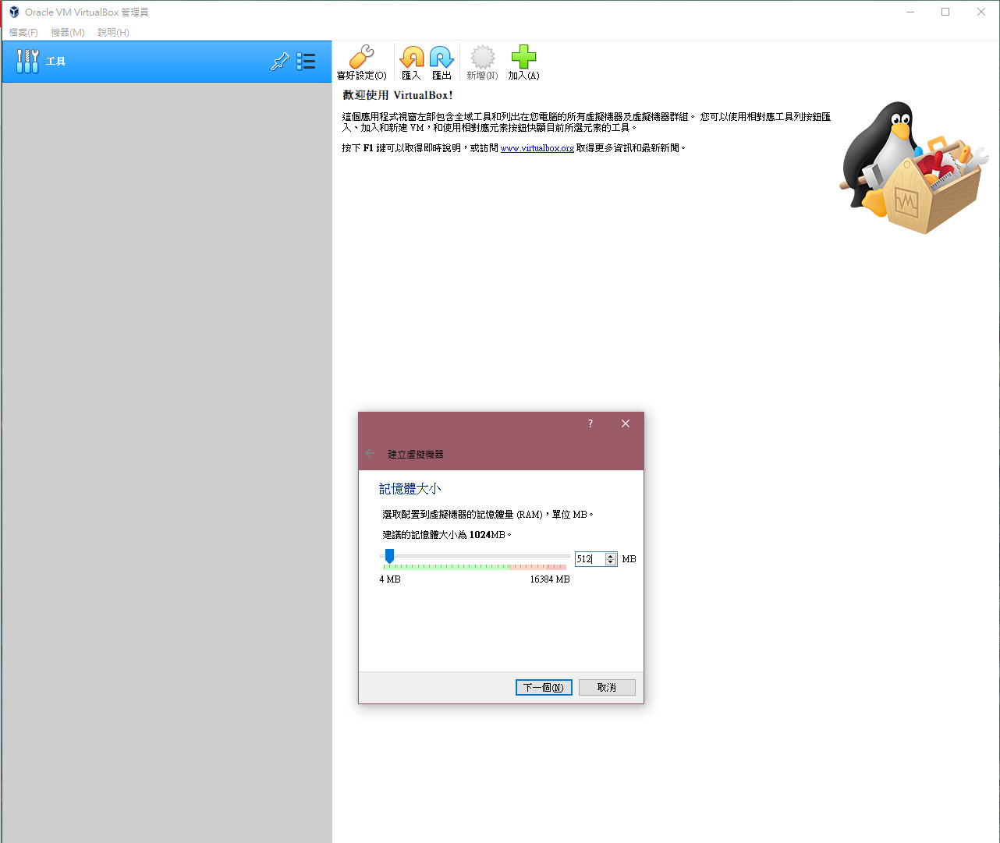 Oracle VM VirtualBox 管理員
檔案(F) 機器(M) 說明(H)
工具
喜好設定(O) 匯入 匯出 新增(N) 加入(A)
歡迎使用 VirtualBox!
這個應用程式視窗左部包含全域工具和列出在您電腦的所有虛擬機器及虛擬機器群組。 您可以使用相對應工具列按鈕匯
入、加入和新建 VM，和使用相對應元素按鈕快顯目前所選元素的工具。
按下 F1 鍵可以取得即時說明，或訪問 www.virtualbox.org 取得更多資訊和最新新聞。
?
建立虛擬機器
記憶體大小
選取配置到虛擬機器的記憶體量 (RAM)，單位 MB。
建議的記憶體大小為 1024MB。
512 MB
4 MB 16384 MB
下一個(N) 取消